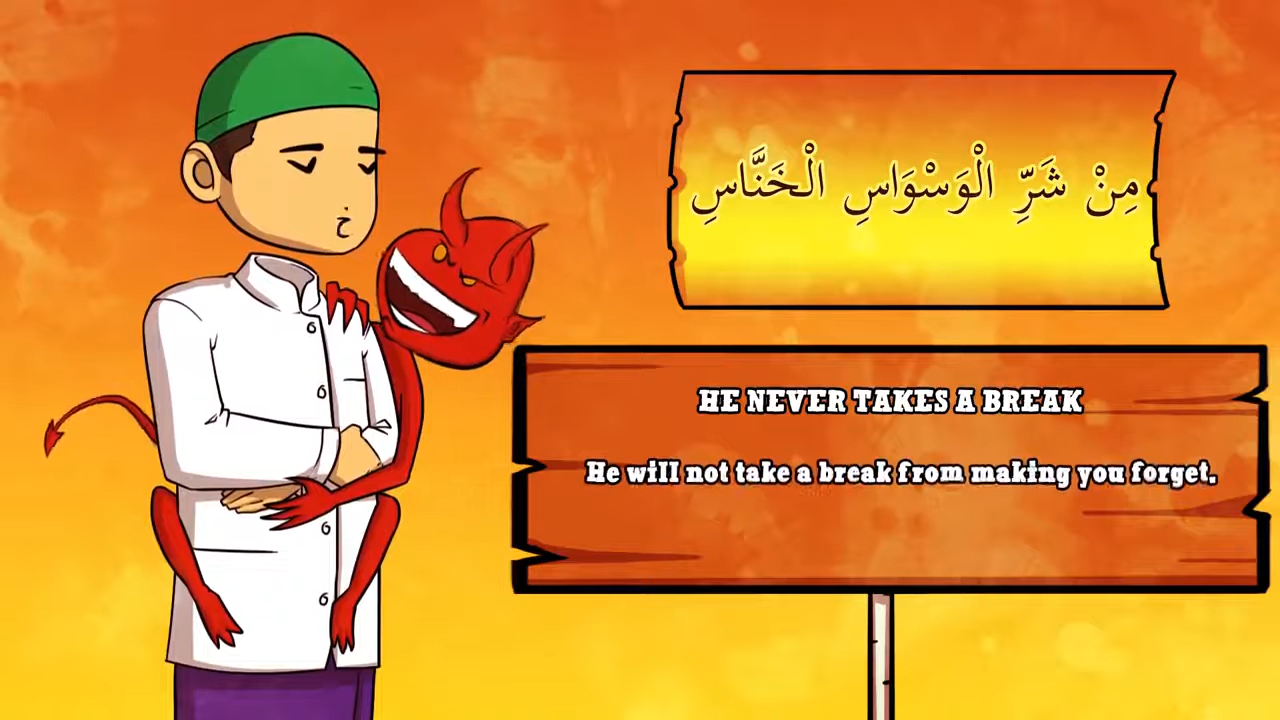 مِنْ شَرِّ الْوَسْوَاسِ الْخَنَّاسِ
HE NEVER TAKES A BREAK
He will not take a break from making you forget.